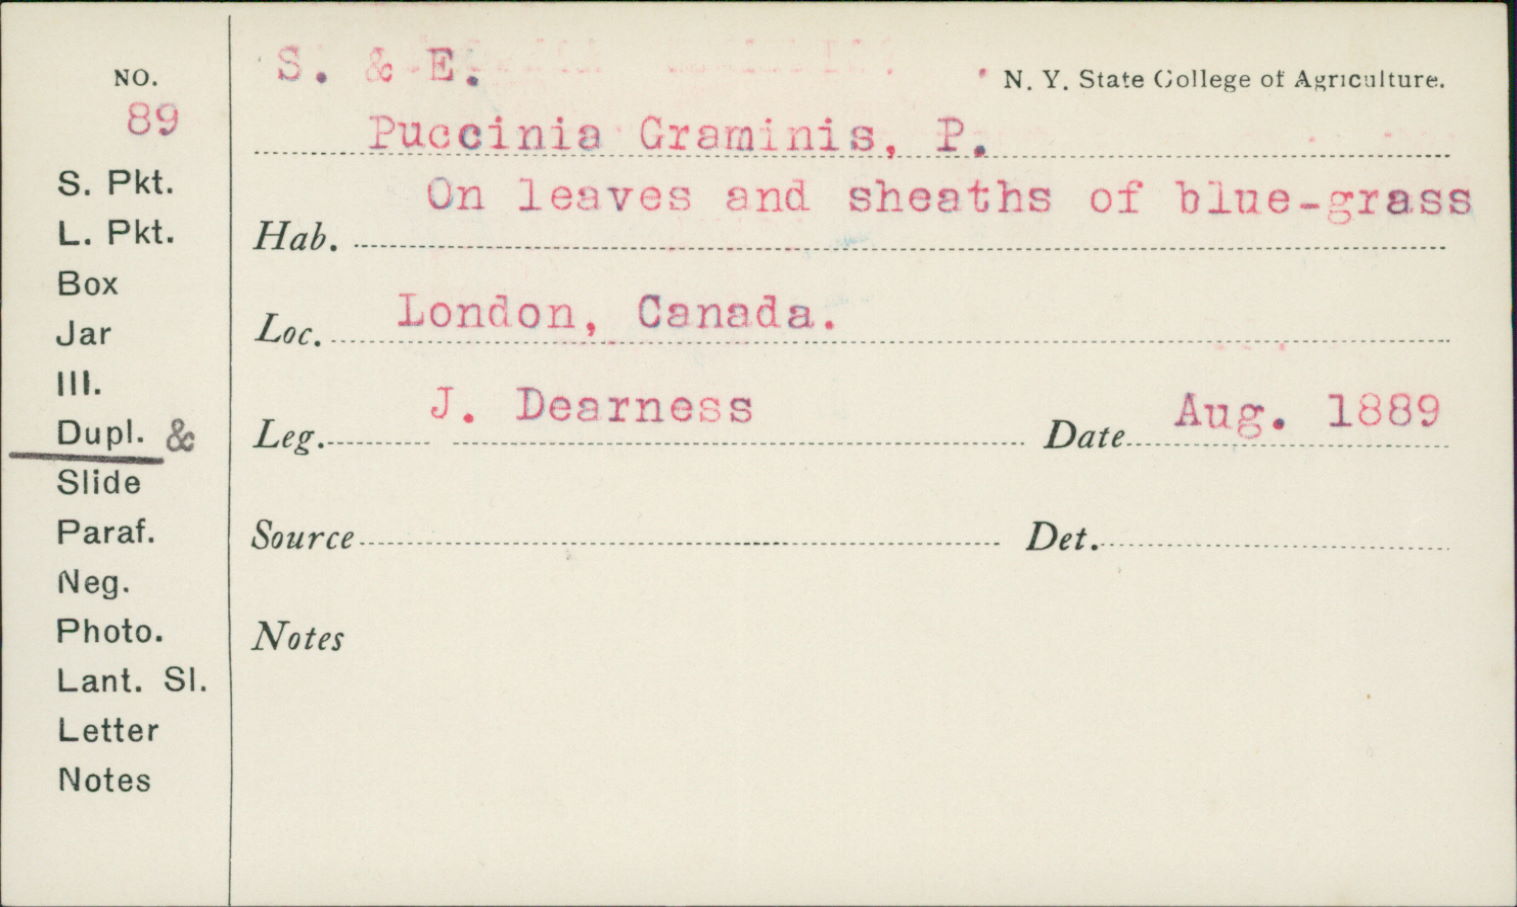 S. & E.
N. Y. State College of Agriculture.
NO.
89
Puccinia Graminis, P.
On leaves and sheaths of blue-grass
Hab.
London, Canada.
Loc.
J. Dearness
Leg.
Aug. 1889
Date
Source
Det.
Notes
S. Pkt.
L. Pkt.
Box
Jar
Ill.
Dupl. &
Slide
Paraf.
Neg.
Photo.
Lant. Sl.
Letter
Notes